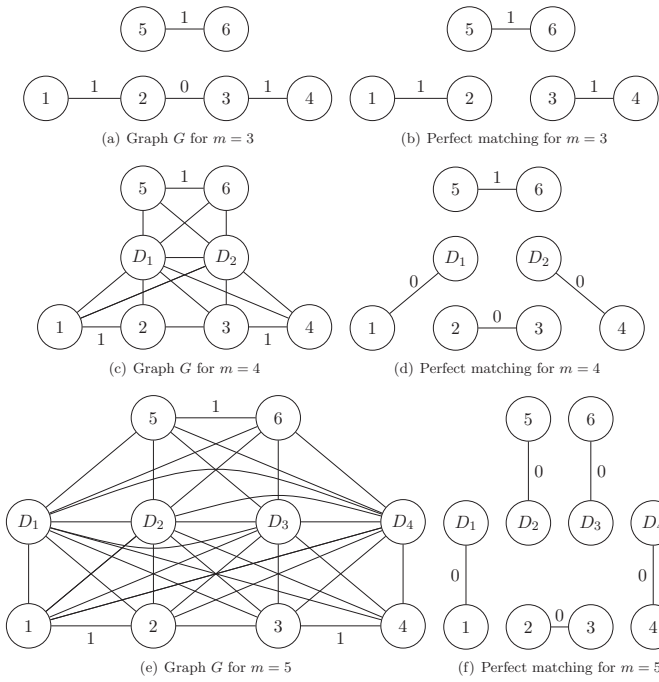 5 1 6
5 1 6
1 1 2 0 3 1 4
1 1 2 3 1 4
(a) Graph G for m = 3
(b) Perfect matching for m = 3
5 1 6
5 1 6
D1 D2
D1 D2
0 0
1 1 2 3 1 4
1 2 0 3 4
(c) Graph G for m = 4
(d) Perfect matching for m = 4
5 1 6
5 6
0 0
D1 D2 D3 D4
D1 D2 D3
0 0
1 1 2 3 1 4
1 2 0 3 4
(e) Graph G for m = 5
(f) Perfect matching for m = 5